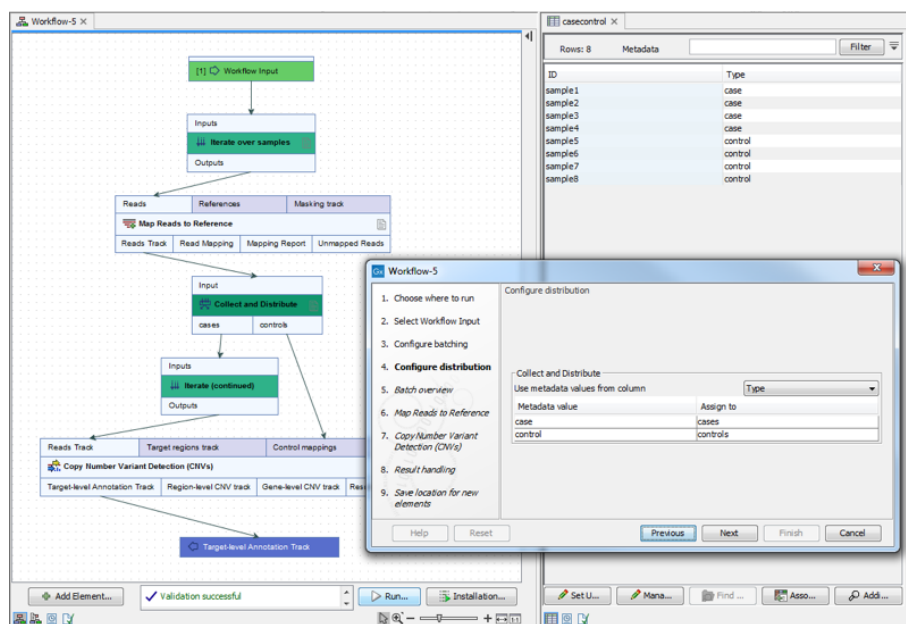 Workflow-5
[1] Workflow Input
Inputs
Iterate over samples
Outputs
Reads References Masking track
Map Reads to Reference
Reads Track Read Mapping Mapping Report Unmapped Reads
Input
Collect and Distribute
cases controls
Inputs
Iterate (continued)
Outputs
Reads Track Target regions track Control mappings
Copy Number Variant Detection (CNVs)
Target-level Annotation Track Region-level CNV track Gene-level CNV track
Target-level Annotation Track
Add Element... Validation successful Run... Installation...
casecontrol
Rows: 8 Metadata Filter
ID Type
sample1 case
sample2 case
sample3 case
sample4 case
sample5 control
sample6 control
sample7 control
sample8 control
Workflow-5
1. Choose where to run
2. Select Workflow Input
3. Configure batching
4. Configure distribution
5. Batch overview
6. Map Reads to Reference
7. Copy Number Variant
Detection (CNVs)
8. Result handling
9. Save location for new
elements
Configure distribution
Collect and Distribute
Use metadata values from column Type
Metadata value Assign to
case cases
control controls
Help Reset Previous Next Finish Cancel
Set U... Mana... Find ... Asso... Addi...